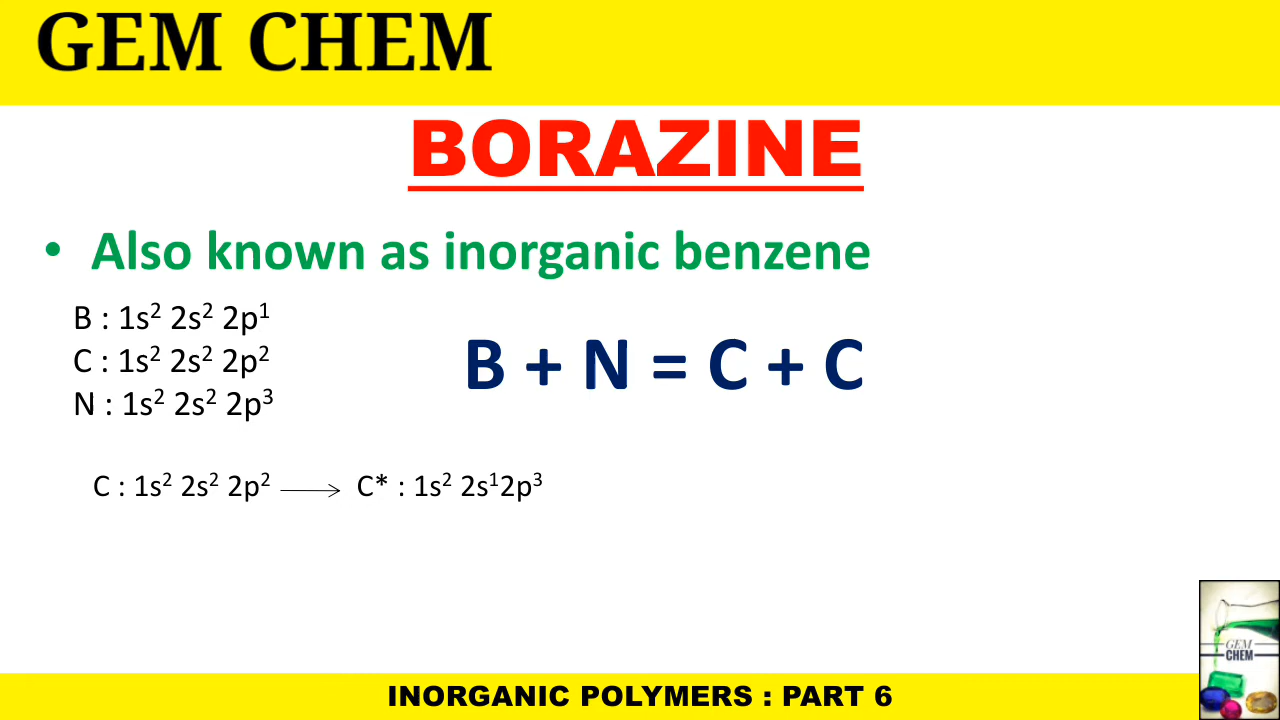 GEM CHEM
BORAZINE
• Also known as inorganic benzene
B : 1s² 2s² 2p¹
C : 1s² 2s² 2p²
N : 1s² 2s² 2p³
B + N = C + C
C : 1s² 2s² 2p² ⟶ C* : 1s² 2s¹2p³
GEM
CHEM
INORGANIC POLYMERS : PART 6